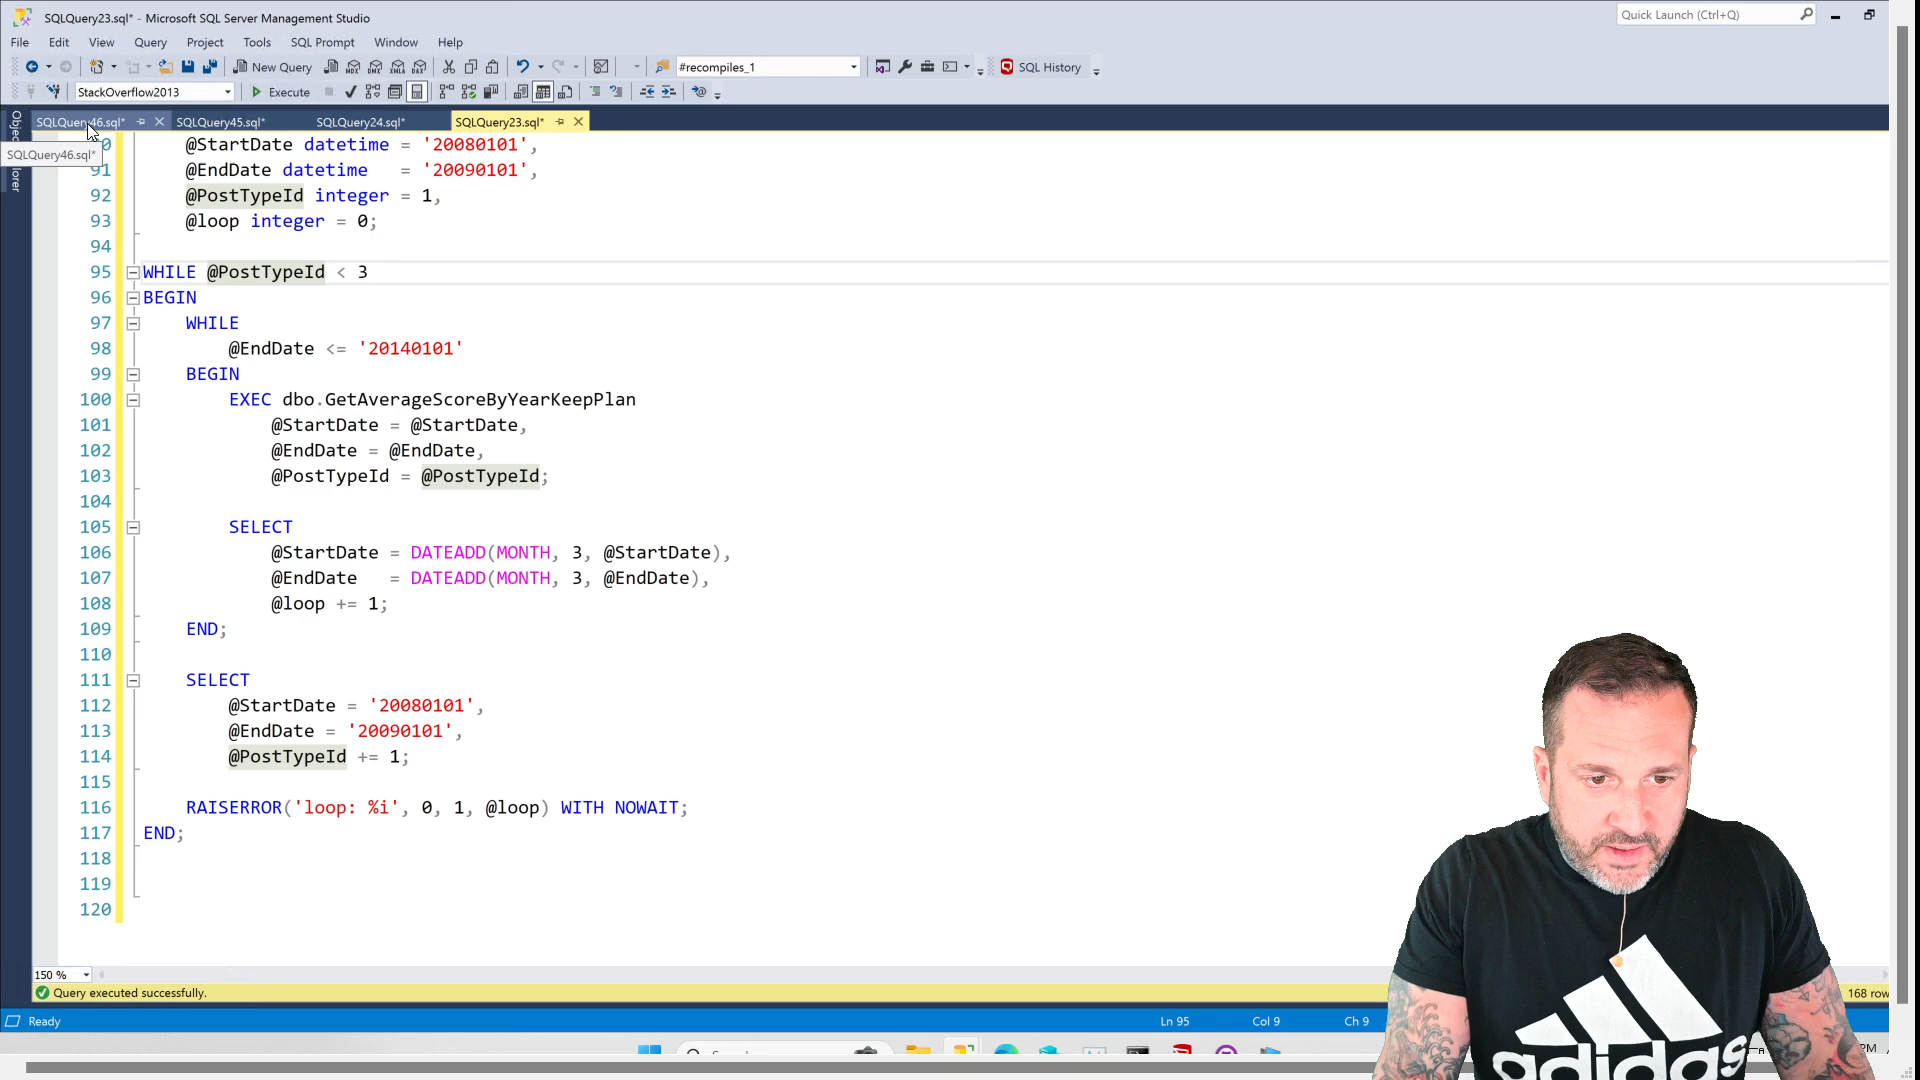 SQLQuery23.sql* - Microsoft SQL Server Management Studio
Quick Launch (Ctrl+Q)
File Edit View Query Project Tools SQL Prompt Window Help
New Query MDX DMX XMLA DAX #recompiles_1 SQL History
StackOverflow2013 Execute
SQLQuery46.sql* SQLQuery45.sql* SQLQuery24.sql* SQLQuery23.sql*
SQLQuery46.sql*
0 @StartDate datetime = '20080101',
91 @EndDate datetime = '20090101',
92 @PostTypeId integer = 1,
93 @loop integer = 0;
94
95 WHILE @PostTypeId < 3
96 BEGIN
97 WHILE
98 @EndDate <= '20140101'
99 BEGIN
100 EXEC dbo.GetAverageScoreByYearKeepPlan
101 @StartDate = @StartDate,
102 @EndDate = @EndDate,
103 @PostTypeId = @PostTypeId;
104
105 SELECT
106 @StartDate = DATEADD(MONTH, 3, @StartDate),
107 @EndDate = DATEADD(MONTH, 3, @EndDate),
108 @loop += 1;
109 END;
110
111 SELECT
112 @StartDate = '20080101',
113 @EndDate = '20090101',
114 @PostTypeId += 1;
115
116 RAISERROR('loop: %i', 0, 1, @loop) WITH NOWAIT;
117 END;
118
119
120
150 %
Query executed successfully.
168 row
Ready
Ln 95 Col 9 Ch 9
adidas